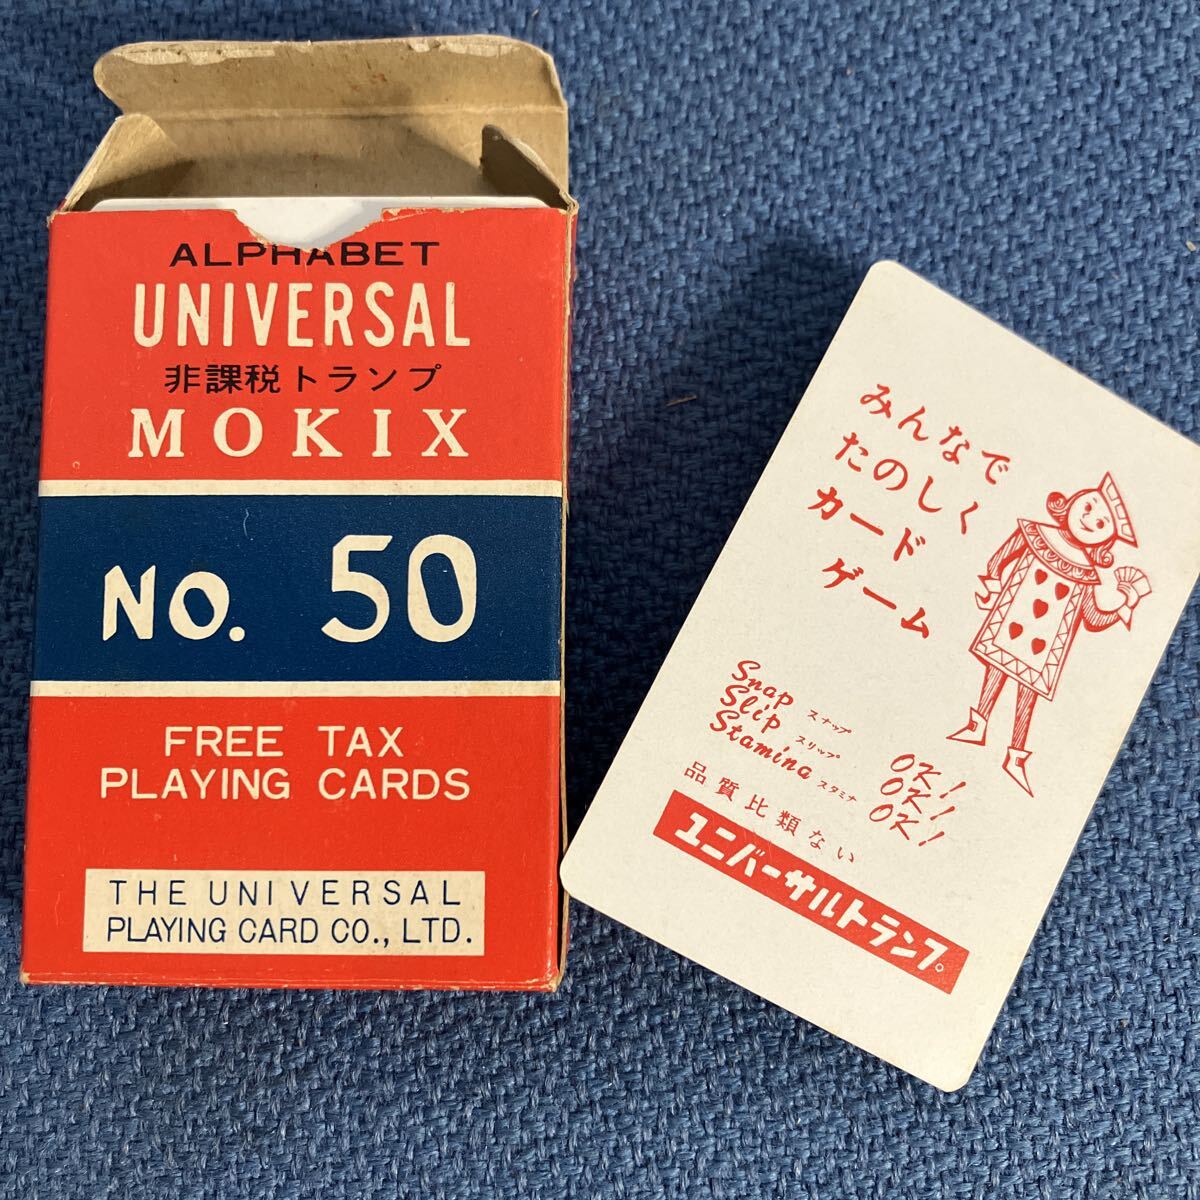 ALPHABET
UNIVERSAL
非課税トランプ
MOKIX
NO. 50
FREE TAX
PLAYING CARDS
THE UNIVERSAL
PLAYING CARD CO., LTD.
みんなで
たのしく
カード
ゲーム
Snap スナップ OK!
Slip スリップ OK!
Stamina スタミナ OK!
品質比類ない
ユニバーサルトランプ。